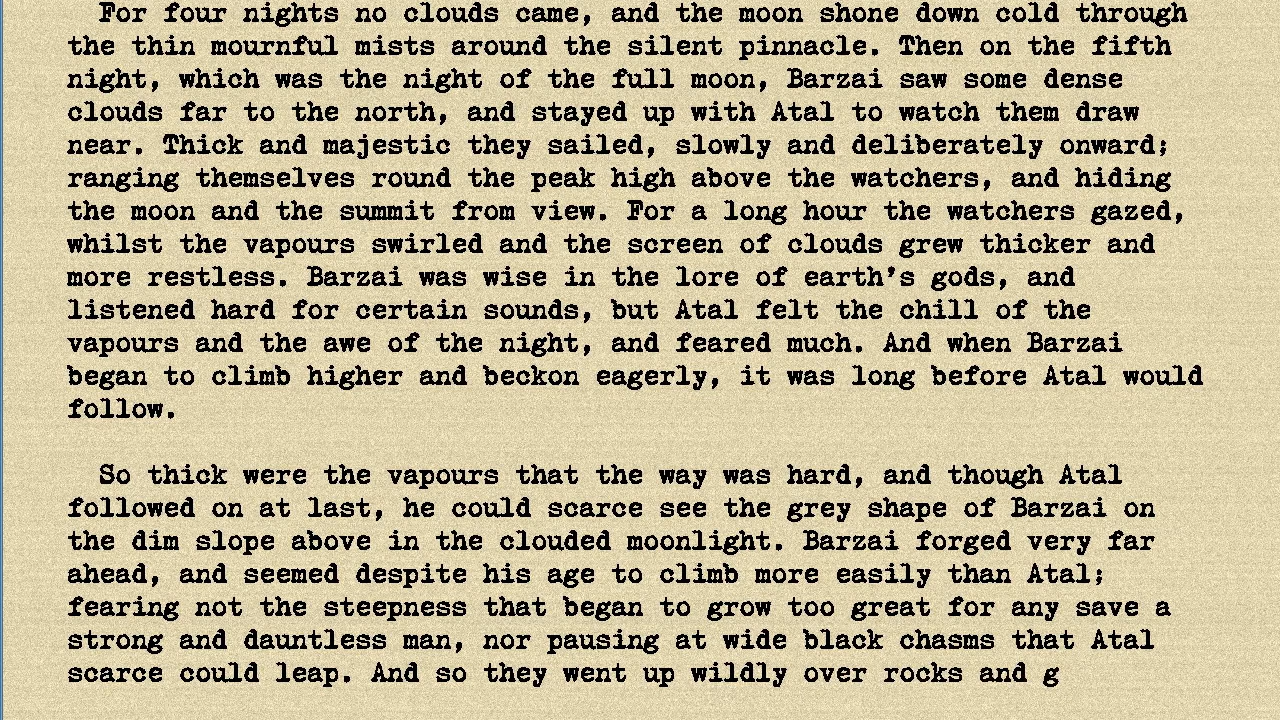 For four nights no clouds came, and the moon shone down cold through
the thin mournful mists around the silent pinnacle. Then on the fifth
night, which was the night of the full moon, Barzai saw some dense
clouds far to the north, and stayed up with Atal to watch them draw
near. Thick and majestic they sailed, slowly and deliberately onward;
ranging themselves round the peak high above the watchers, and hiding
the moon and the summit from view. For a long hour the watchers gazed,
whilst the vapours swirled and the screen of clouds grew thicker and
more restless. Barzai was wise in the lore of earth's gods, and
listened hard for certain sounds, but Atal felt the chill of the
vapours and the awe of the night, and feared much. And when Barzai
began to climb higher and beckon eagerly, it was long before Atal would
follow.
So thick were the vapours that the way was hard, and though Atal
followed on at last, he could scarce see the grey shape of Barzai on
the dim slope above in the clouded moonlight. Barzai forged very far
ahead, and seemed despite his age to climb more easily than Atal;
fearing not the steepness that began to grow too great for any save a
strong and dauntless man, nor pausing at wide black chasms that Atal
scarce could leap. And so they went up wildly over rocks and g